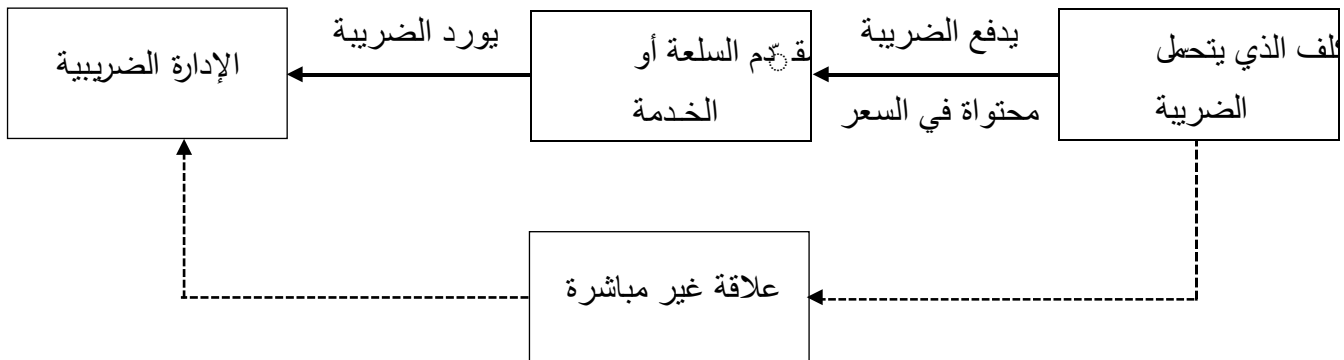 لف الذي يتحمل
الضريبة
يدفع الضريبة
محتواة في السعر
قدّم السلعة أو
الخدمة
يورد الضريبة
الإدارة الضريبية
علاقة غير مباشرة